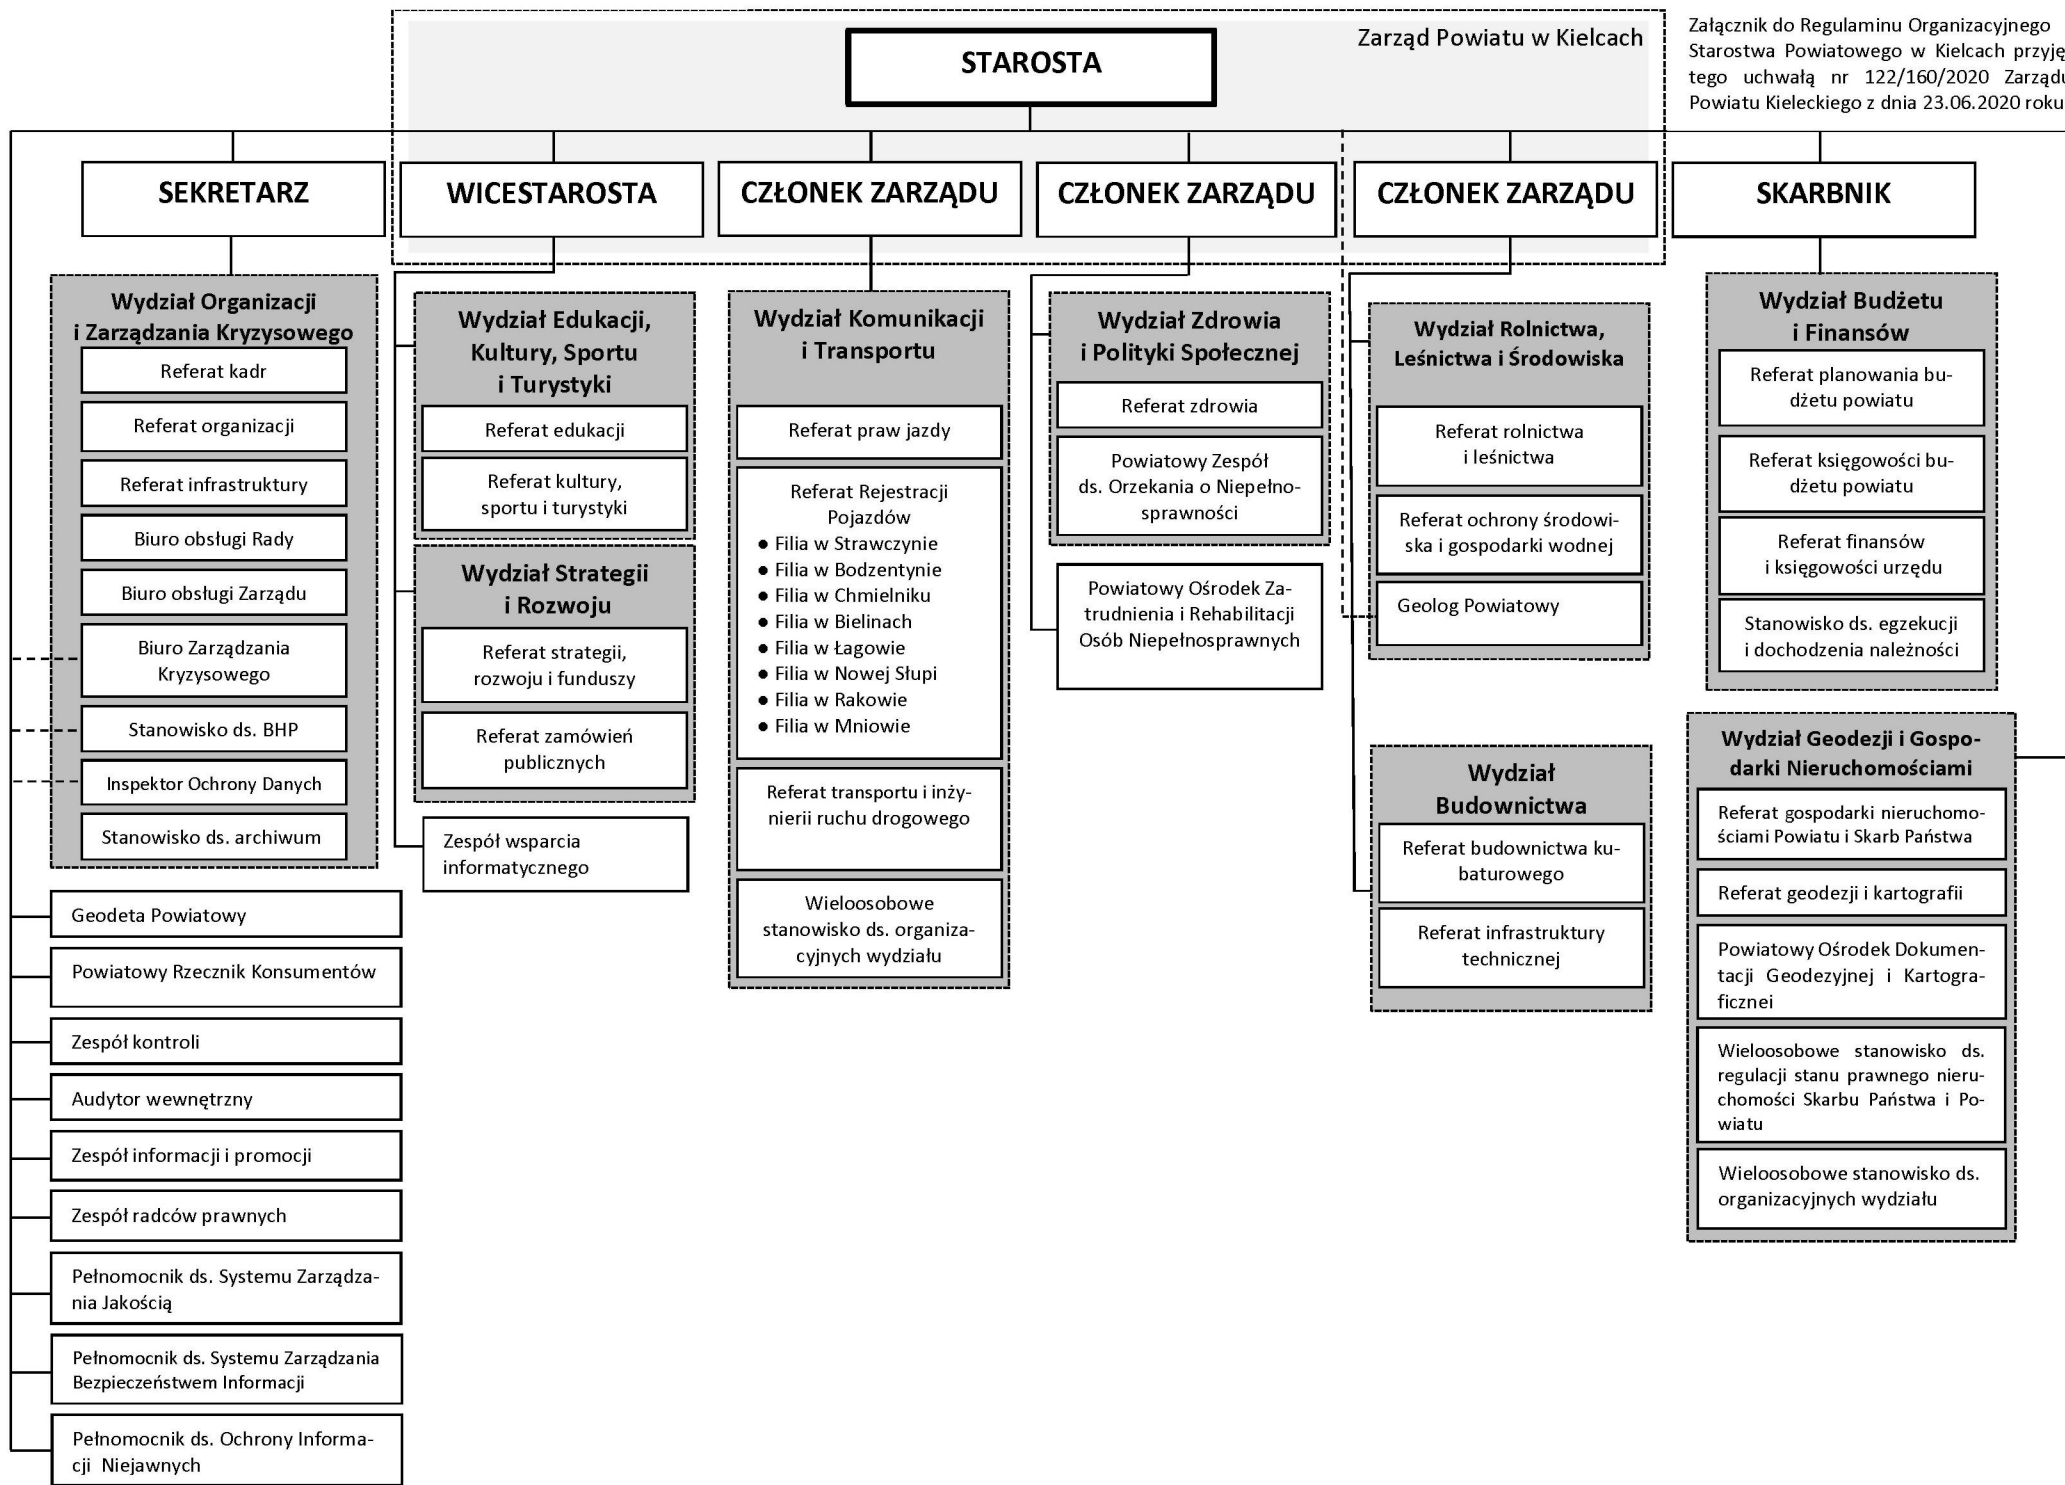 Zarząd Powiatu w Kielcach
Załącznik do Regulaminu Organizacyjnego
Starostwa Powiatowego w Kielcach przyję
tego uchwałą nr 122/160/2020 Zarządu
Powiatu Kieleckiego z dnia 23.06.2020 roku
STAROSTA
SEKRETARZ
WICESTAROSTA
CZŁONEK ZARZĄDU
CZŁONEK ZARZĄDU
CZŁONEK ZARZĄDU
SKARBNIK
Wydział Organizacji
i Zarządzania Kryzysowego
Referat kadr
Referat organizacji
Referat infrastruktury
Biuro obsługi Rady
Biuro obsługi Zarządu
Biuro Zarządzania
Kryzysowego
Stanowisko ds. BHP
Inspektor Ochrony Danych
Stanowisko ds. archiwum
Geodeta Powiatowy
Powiatowy Rzecznik Konsumentów
Zespół kontroli
Audytor wewnętrzny
Zespół informacji i promocji
Zespół radców prawnych
Pełnomocnik ds. Systemu Zarządza-
nia Jakością
Pełnomocnik ds. Systemu Zarządzania
Bezpieczeństwem Informacji
Pełnomocnik ds. Ochrony Informa-
cji Niejawnych
Wydział Edukacji,
Kultury, Sportu
i Turystyki
Referat edukacji
Referat kultury,
sportu i turystyki
Wydział Strategii
i Rozwoju
Referat strategii,
rozwoju i funduszy
Referat zamówień
publicznych
Zespół wsparcia
informatycznego
Wydział Komunikacji
i Transportu
Referat praw jazdy
Referat Rejestracji
Pojazdów
● Filia w Strawczynie
● Filia w Bodzentynie
● Filia w Chmielniku
● Filia w Bielinach
● Filia w Łagowie
● Filia w Nowej Słupi
● Filia w Rakowie
● Filia w Mniowie
Referat transportu i inży-
nierii ruchu drogowego
Wieloosobowe
stanowisko ds. organiza-
cyjnych wydziału
Wydział Zdrowia
i Polityki Społecznej
Referat zdrowia
Powiatowy Zespół
ds. Orzekania o Niepełno-
sprawności
Powiatowy Ośrodek Za-
trudnienia i Rehabilitacji
Osób Niepełnosprawnych
Wydział Rolnictwa,
Leśnictwa i Środowiska
Referat rolnictwa
i leśnictwa
Referat ochrony środowi-
ska i gospodarki wodnej
Geolog Powiatowy
Wydział
Budownictwa
Referat budownictwa ku-
baturowego
Referat infrastruktury
technicznej
Wydział Budżetu
i Finansów
Referat planowania bu-
dżetu powiatu
Referat księgowości bu-
dżetu powiatu
Referat finansów
i księgowości urzędu
Stanowisko ds. egzekucji
i dochodzenia należności
Wydział Geodezji i Gospo-
darki Nieruchomościami
Referat gospodarki nieruchomo-
ściami Powiatu i Skarb Państwa
Referat geodezji i kartografii
Powiatowy Ośrodek Dokumen-
tacji Geodezyjnej i Kartogra-
ficznei
Wieloosobowe stanowisko ds.
regulacji stanu prawnego nieru-
chomości Skarbu Państwa i Po-
wiatu
Wieloosobowe stanowisko ds.
organizacyjnych wydziału